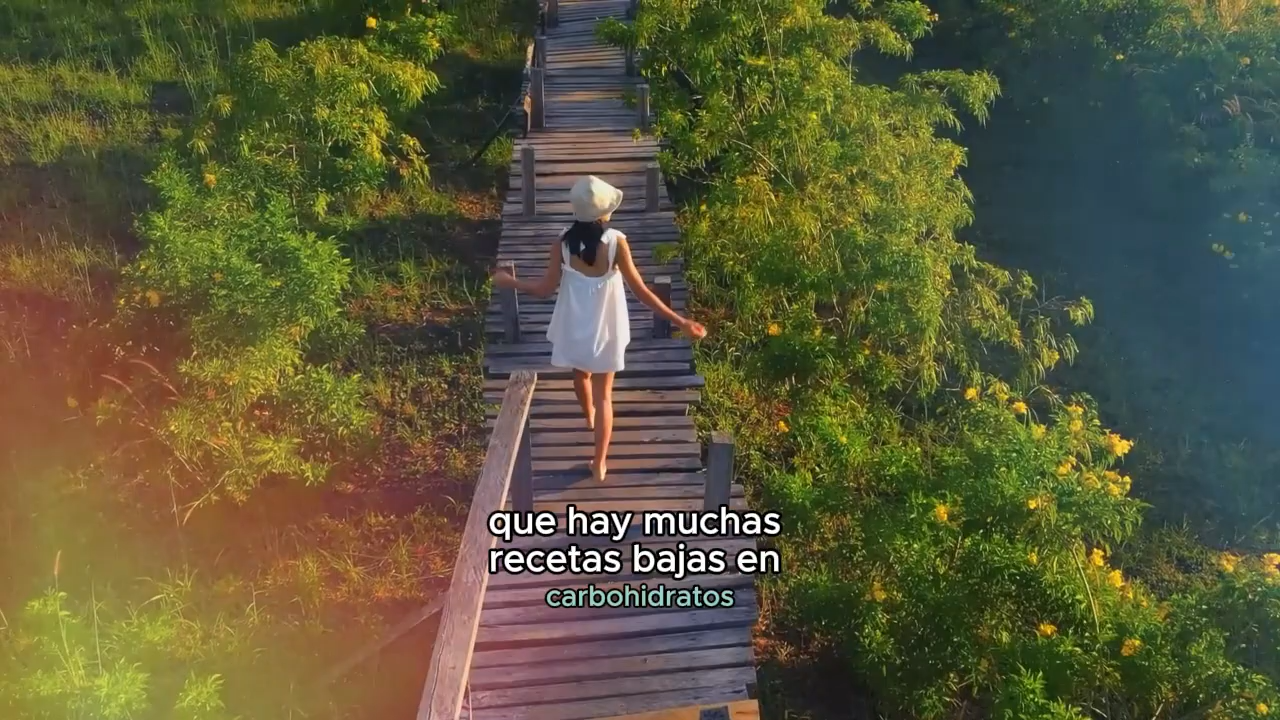 que hay muchas
recetas bajas en
carbohidratos